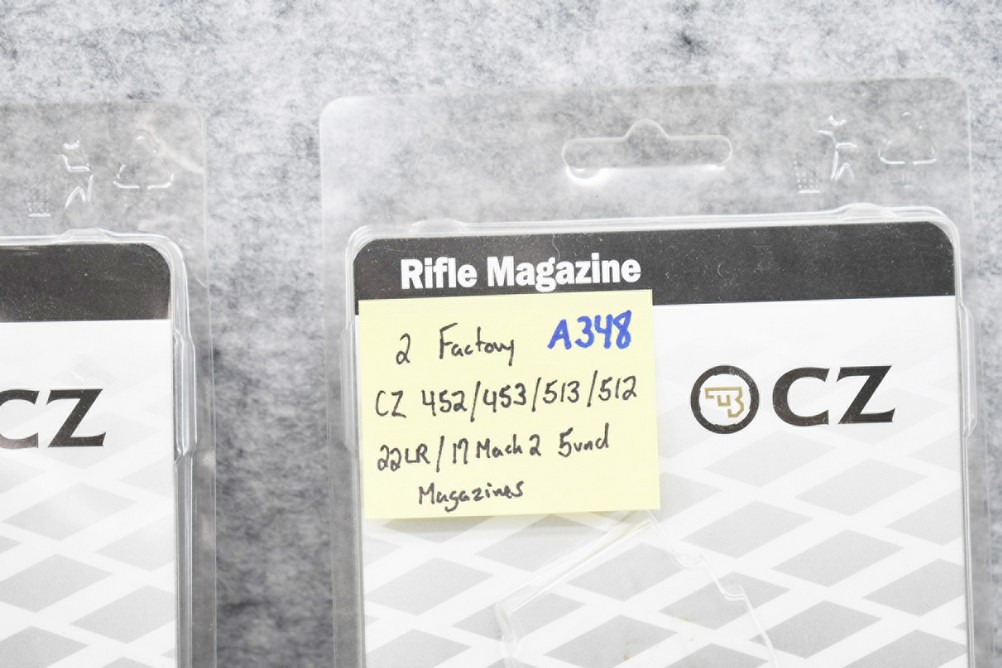 Rifle Magazine
2 Factory A348
CZ 452/453/513/512
22LR/17 Mach 2 5rnd
Magazines
CZ
CZ